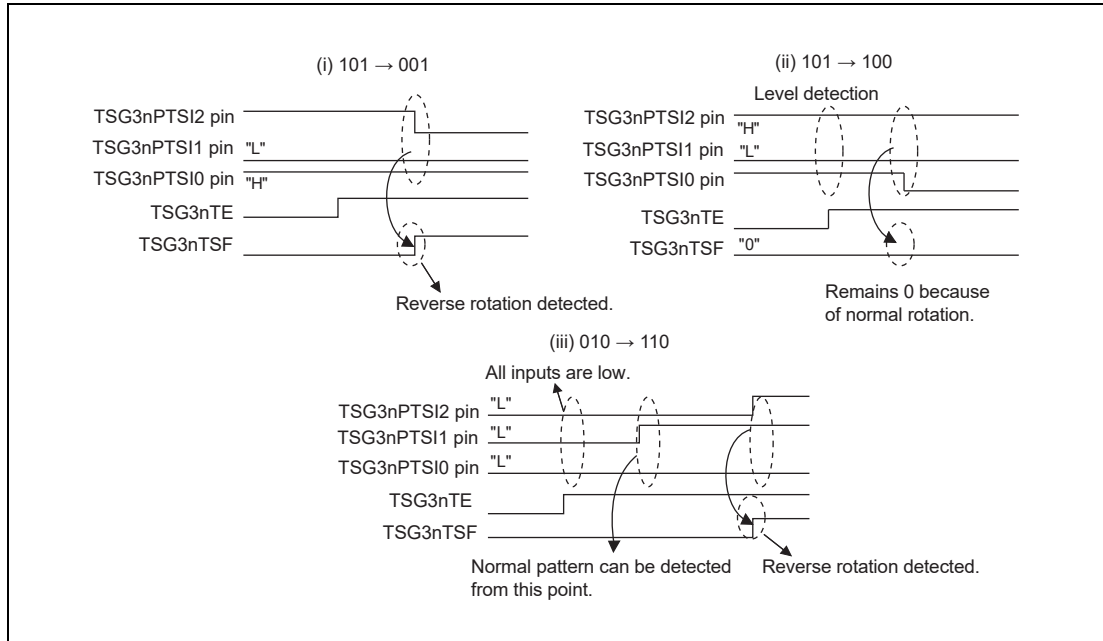 (i) 101 → 001
TSG3nPTSI2 pin
TSG3nPTSI1 pin "L"
TSG3nPTSI0 pin "H"
TSG3nTE
TSG3nTSF
Reverse rotation detected.
(ii) 101 → 100
Level detection
TSG3nPTSI2 pin "H"
TSG3nPTSI1 pin "L"
TSG3nPTSI0 pin
TSG3nTE
TSG3nTSF "0"
Remains 0 because
of normal rotation.
(iii) 010 → 110
All inputs are low.
TSG3nPTSI2 pin "L"
TSG3nPTSI1 pin "L"
TSG3nPTSI0 pin "L"
TSG3nTE
TSG3nTSF
Normal pattern can be detected
from this point.
Reverse rotation detected.